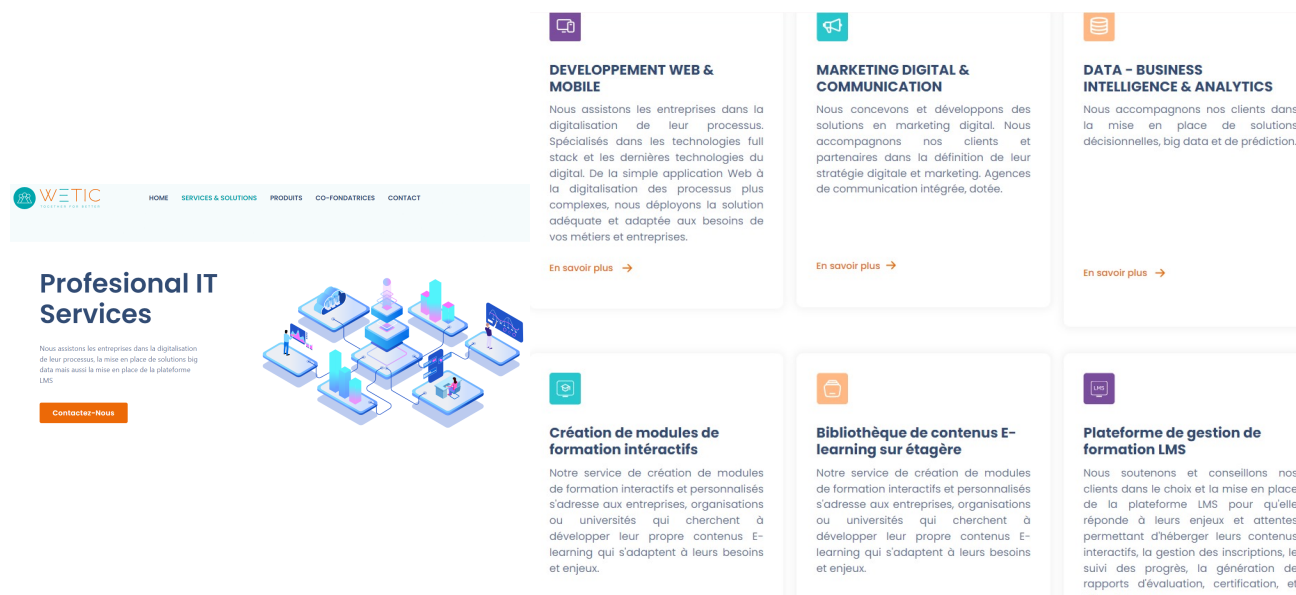 WETIC
TOGETHER FOR BETTER
HOME SERVICES & SOLUTIONS PRODUITS CO-FONDATRICES CONTACT
Profesional IT
Services
Nous assistons les entreprises dans la digitalisation
de leur processus, la mise en place de solutions big
data mais aussi la mise en place de la plateforme
LMS
Contactez-Nous
DEVELOPPEMENT WEB &
MOBILE
Nous assistons les entreprises dans la
digitalisation de leur processus.
Spécialisés dans les technologies full
stack et les dernières technologies du
digital. De la simple application Web à
la digitalisation des processus plus
complexes, nous déployons la solution
adéquate et adaptée aux besoins de
vos métiers et entreprises.
En savoir plus →
MARKETING DIGITAL &
COMMUNICATION
Nous concevons et développons des
solutions en marketing digital. Nous
accompagnons nos clients et
partenaires dans la définition de leur
stratégie digitale et marketing. Agences
de communication intégrée, dotée.
En savoir plus →
DATA - BUSINESS
INTELLIGENCE & ANALYTICS
Nous accompagnons nos clients dans
la mise en place de solutions
décisionnelles, big data et de prédiction.
En savoir plus →
Création de modules de
formation intéractifs
Notre service de création de modules
de formation interactifs et personnalisés
s'adresse aux entreprises, organisations
ou universités qui cherchent à
développer leur propre contenus E-
learning qui s'adaptent à leurs besoins
et enjeux.
Bibliothèque de contenus E-
learning sur étagère
Notre service de création de modules
de formation interactifs et personnalisés
s'adresse aux entreprises, organisations
ou universités qui cherchent à
développer leur propre contenus E-
learning qui s'adaptent à leurs besoins
et enjeux.
LMS
Plateforme de gestion de
formation LMS
Nous soutenons et conseillons nos
clients dans le choix et la mise en place
de la plateforme LMS pour qu'elle
réponde à leurs enjeux et attentes
permettant d'héberger leurs contenus
interactifs, la gestion des inscriptions, le
suivi des progrès, la génération de
rapports d'évaluation, certification, et